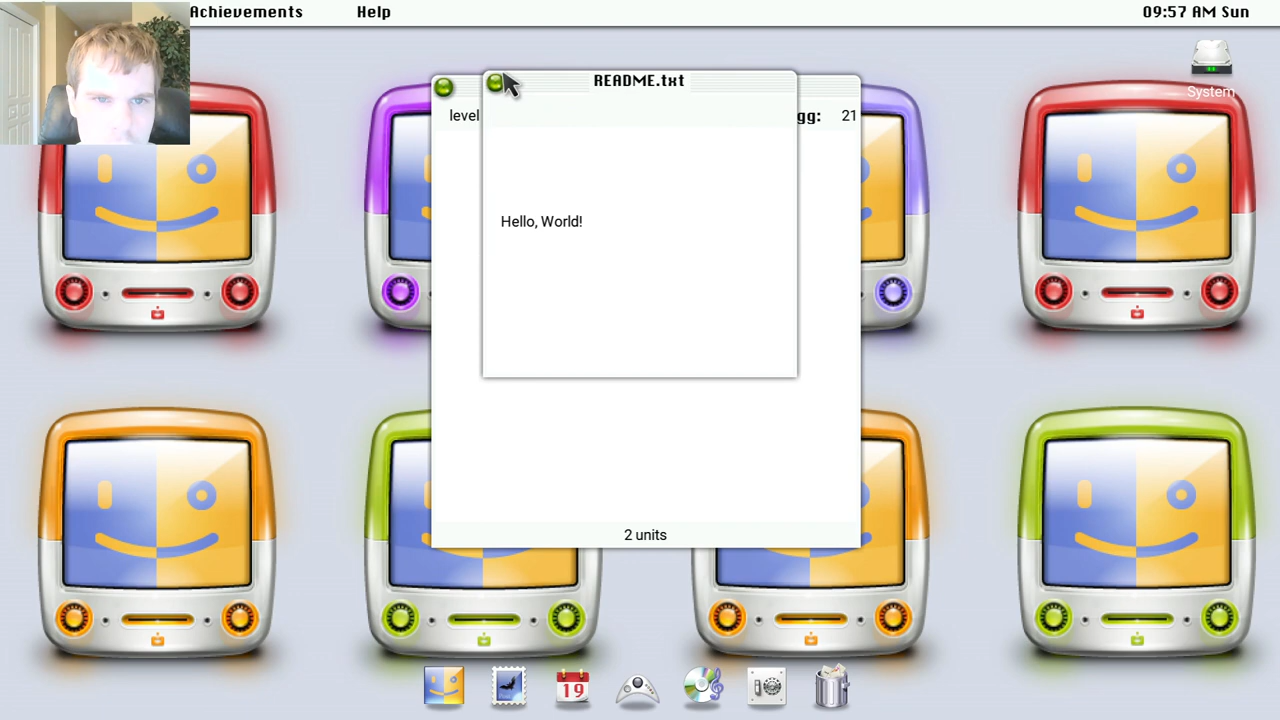 Achievements Help 09:57 AM Sun
System
README.txt
level
gg: 21
Hello, World!
2 units
19